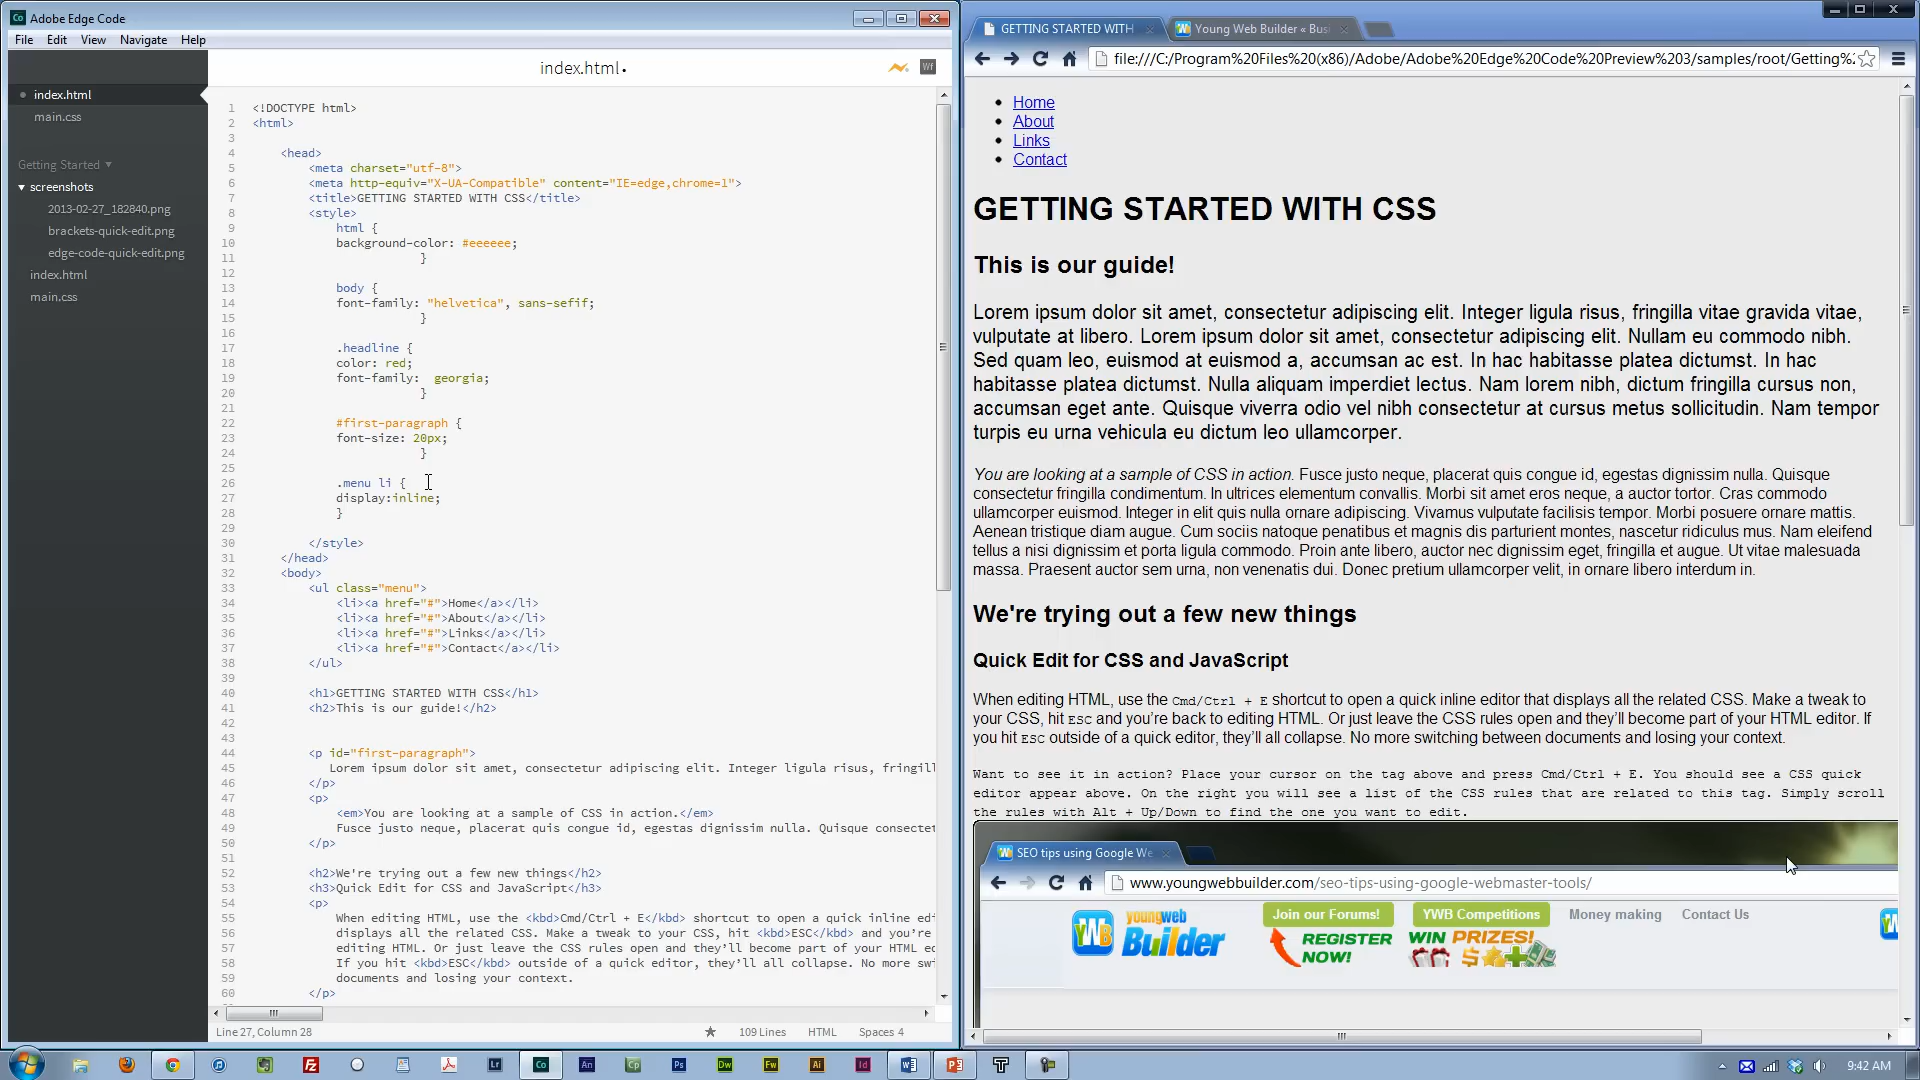 Adobe Edge Code
File Edit View Navigate Help
index.html
main.css
Getting Started
screenshots
2013-02-27_182840.png
brackets-quick-edit.png
edge-code-quick-edit.png
index.html
main.css
index.html•
Wf
1 <!DOCTYPE html>
2 <html>
3
4 <head>
5 <meta charset="utf-8">
6 <meta http-equiv="X-UA-Compatible" content="IE=edge,chrome=1">
7 <title>GETTING STARTED WITH CSS</title>
8 <style>
9 html {
10 background-color: #eeeeee;
11 }
12
13 body {
14 font-family: "helvetica", sans-sefif;
15 }
16
17 .headline {
18 color: red;
19 font-family: georgia;
20 }
21
22 #first-paragraph {
23 font-size: 20px;
24 }
25
26 .menu li {
27 display:inline;
28 }
29
30 </style>
31 </head>
32 <body>
33 <ul class="menu">
34 <li><a href="#">Home</a></li>
35 <li><a href="#">About</a></li>
36 <li><a href="#">Links</a></li>
37 <li><a href="#">Contact</a></li>
38 </ul>
39
40 <h1>GETTING STARTED WITH CSS</h1>
41 <h2>This is our guide!</h2>
42
43
44 <p id="first-paragraph">
45 Lorem ipsum dolor sit amet, consectetur adipiscing elit. Integer ligula risus, fringill
46 </p>
47 <p>
48 <em>You are looking at a sample of CSS in action.</em>
49 Fusce justo neque, placerat quis congue id, egestas dignissim nulla. Quisque consectet
50 </p>
51
52 <h2>We're trying out a few new things</h2>
53 <h3>Quick Edit for CSS and JavaScript</h3>
54 <p>
55 When editing HTML, use the <kbd>Cmd/Ctrl + E</kbd> shortcut to open a quick inline edi
56 displays all the related CSS. Make a tweak to your CSS, hit <kbd>ESC</kbd> and you're
57 editing HTML. Or just leave the CSS rules open and they'll become part of your HTML ed
58 If you hit <kbd>ESC</kbd> outside of a quick editor, they'll all collapse. No more swi
59 documents and losing your context.
60 </p>
Line 27, Column 28 109 Lines HTML Spaces 4
GETTING STARTED WITH
Young Web Builder « Busi
file:///C:/Program%20Files%20(x86)/Adobe/Adobe%20Edge%20Code%20Preview%203/samples/root/Getting%.
Home
About
Links
Contact
GETTING STARTED WITH CSS
This is our guide!
Lorem ipsum dolor sit amet, consectetur adipiscing elit. Integer ligula risus, fringilla vitae gravida vitae,
vulputate at libero. Lorem ipsum dolor sit amet, consectetur adipiscing elit. Nullam eu commodo nibh.
Sed quam leo, euismod at euismod a, accumsan ac est. In hac habitasse platea dictumst. In hac
habitasse platea dictumst. Nulla aliquam imperdiet lectus. Nam lorem nibh, dictum fringilla cursus non,
accumsan eget ante. Quisque viverra odio vel nibh consectetur at cursus metus sollicitudin. Nam tempor
turpis eu urna vehicula eu dictum leo ullamcorper.
You are looking at a sample of CSS in action. Fusce justo neque, placerat quis congue id, egestas dignissim nulla. Quisque
consectetur fringilla condimentum. In ultrices elementum convallis. Morbi sit amet eros neque, a auctor tortor. Cras commodo
ullamcorper euismod. Integer in elit quis nulla ornare adipiscing. Vivamus vulputate facilisis tempor. Morbi posuere ornare mattis.
Aenean tristique diam augue. Cum sociis natoque penatibus et magnis dis parturient montes, nascetur ridiculus mus. Nam eleifend
tellus a nisi dignissim et porta ligula commodo. Proin ante libero, auctor nec dignissim eget, fringilla et augue. Ut vitae malesuada
massa. Praesent auctor sem urna, non venenatis dui. Donec pretium ullamcorper velit, in ornare libero interdum in.
We're trying out a few new things
Quick Edit for CSS and JavaScript
When editing HTML, use the Cmd/Ctrl + E shortcut to open a quick inline editor that displays all the related CSS. Make a tweak to
your CSS, hit ESC and you're back to editing HTML. Or just leave the CSS rules open and they'll become part of your HTML editor. If
you hit ESC outside of a quick editor, they'll all collapse. No more switching between documents and losing your context.
Want to see it in action? Place your cursor on the tag above and press Cmd/Ctrl + E. You should see a CSS quick
editor appear above. On the right you will see a list of the CSS rules that are related to this tag. Simply scroll
the rules with Alt + Up/Down to find the one you want to edit.
SEO tips using Google We
www.youngwebbuilder.com/seo-tips-using-google-webmaster-tools/
YWB youngweb Builder
Join our Forums!
REGISTER NOW!
YWB Competitions
WIN PRIZES!
Money making
Contact Us
Lr Co An Cp Ps Dw Fw Ai Id
9:42 AM